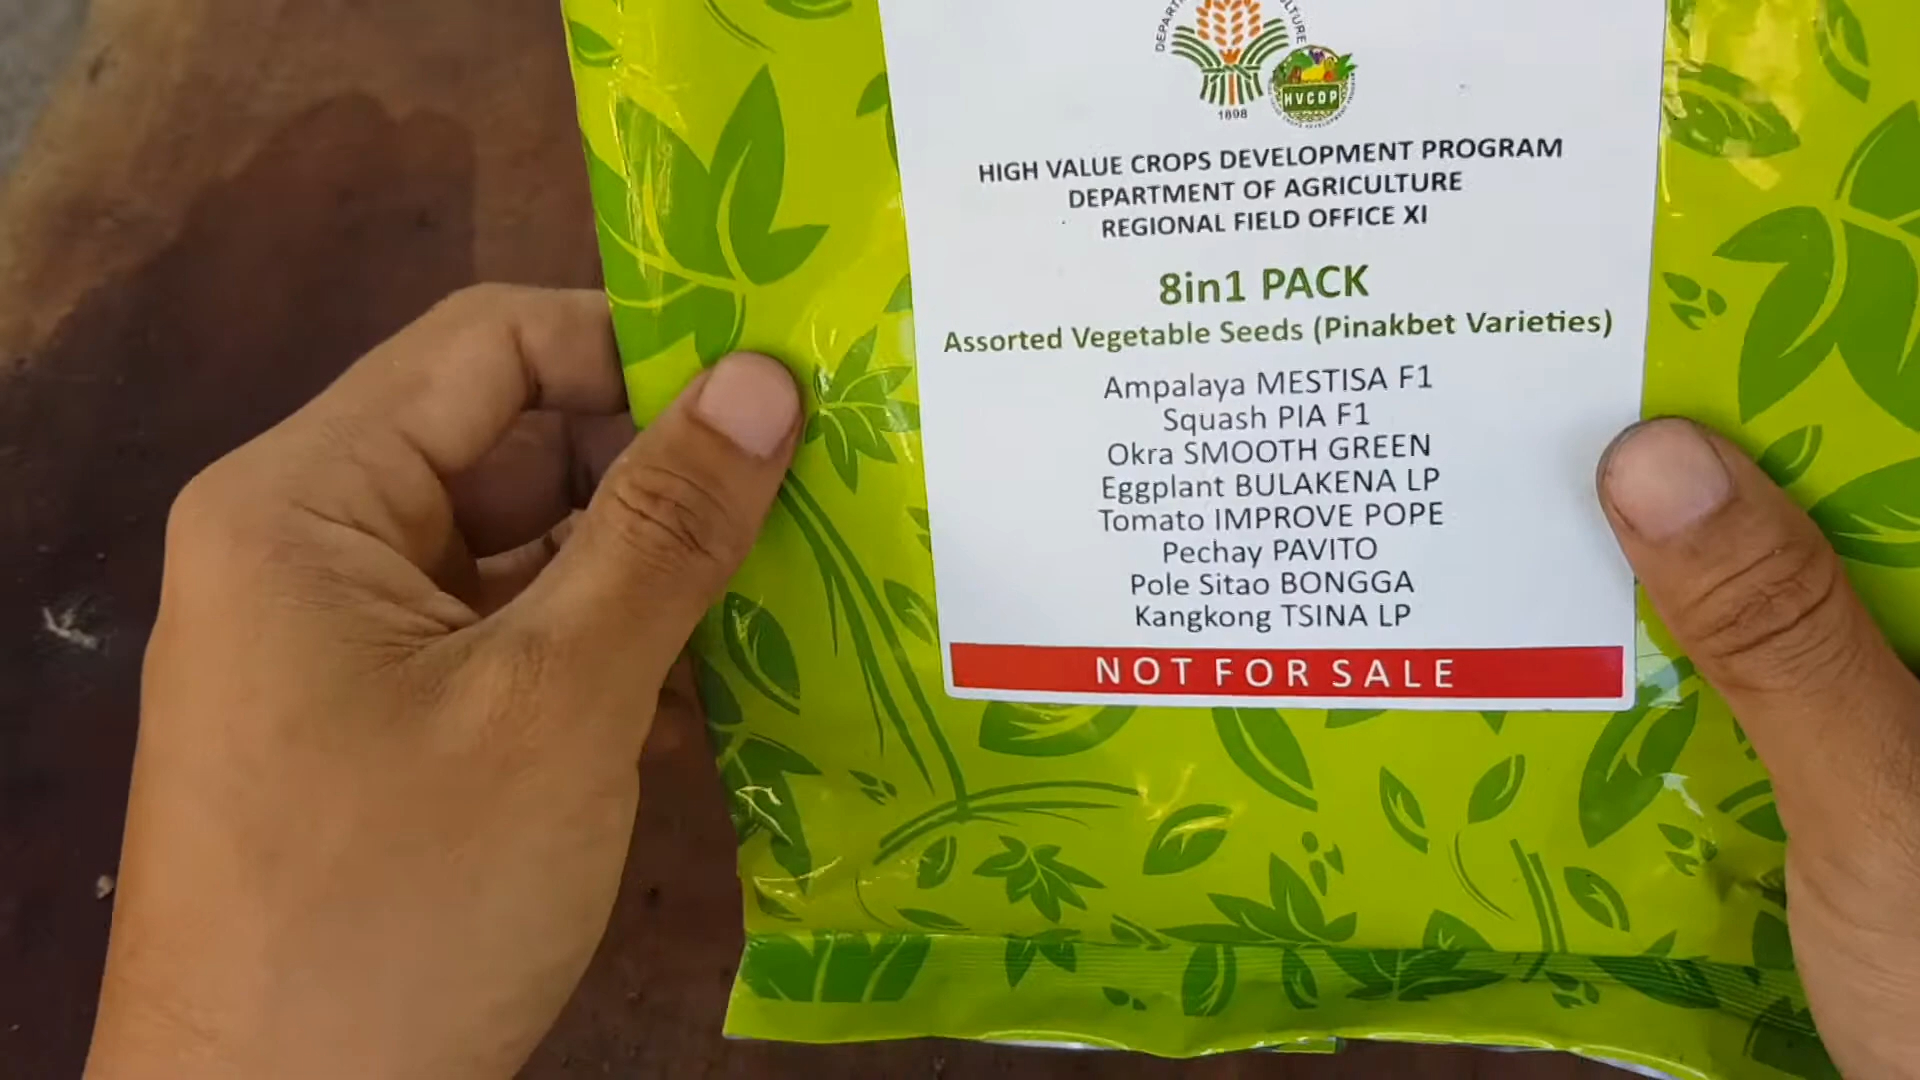 1898
HVCDP
HIGH VALUE CROPS DEVELOPMENT PROGRAM
DEPARTMENT OF AGRICULTURE
REGIONAL FIELD OFFICE XI
8in1 PACK
Assorted Vegetable Seeds (Pinakbet Varieties)
Ampalaya MESTISA F1
Squash PIA F1
Okra SMOOTH GREEN
Eggplant BULAKENA LP
Tomato IMPROVE POPE
Pechay PAVITO
Pole Sitao BONGGA
Kangkong TSINA LP
NOT FOR SALE